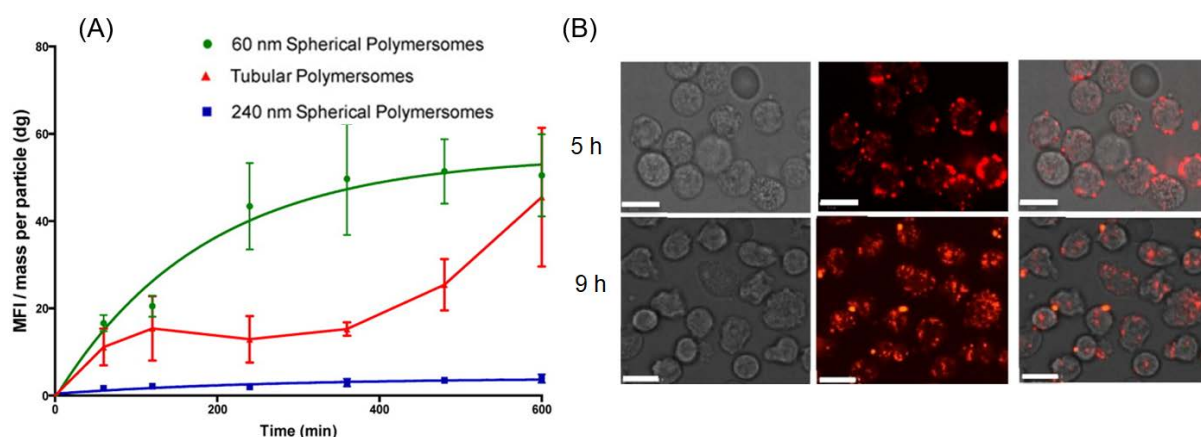 (A)
(B)
60 nm Spherical Polymersomes
Tubular Polymersomes
240 nm Spherical Polymersomes
MFI / mass per particle (dg)
80
60
40
20
0
0
200
400
600
Time (min)
5 h
9 h